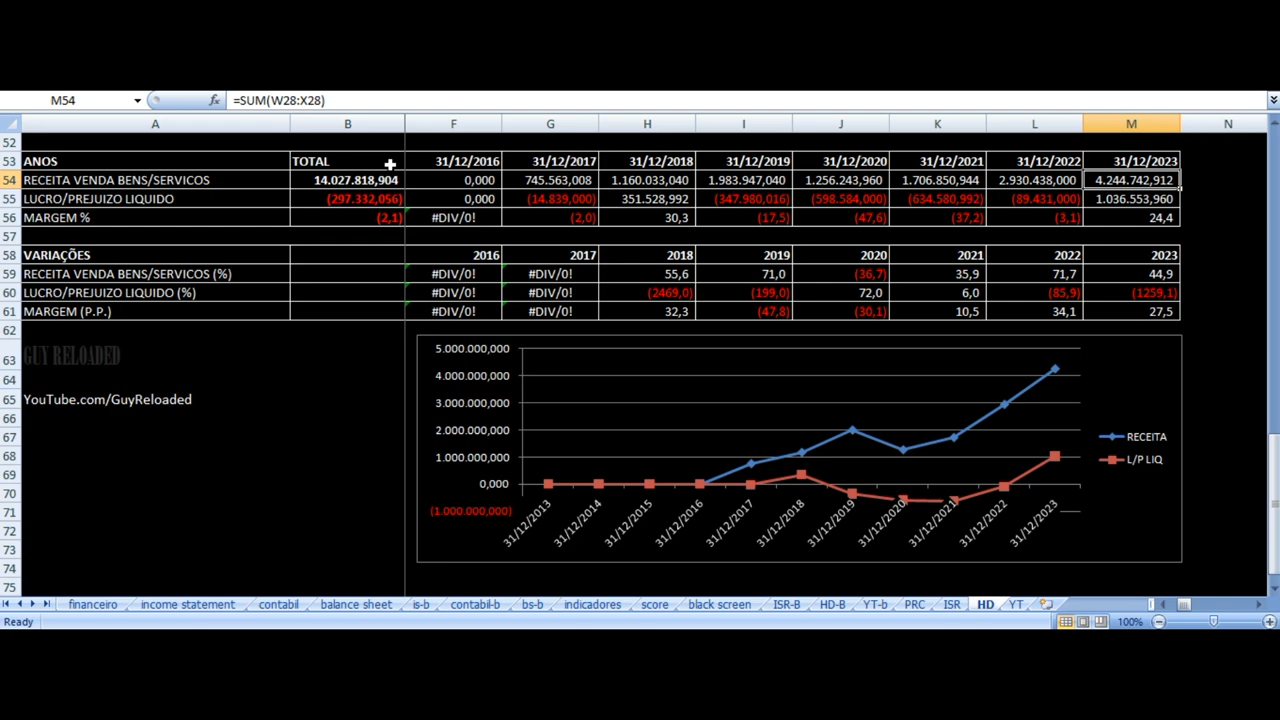 M54 fx =SUM(W28:X28)
A B F G H I J K L M N
52
53 ANOS TOTAL 31/12/2016 31/12/2017 31/12/2018 31/12/2019 31/12/2020 31/12/2021 31/12/2022 31/12/2023
54 RECEITA VENDA BENS/SERVICOS 14.027.818,904 0,000 745.563,008 1.160.033,040 1.983.947,040 1.256.243,960 1.706.850,944 2.930.438,000 4.244.742,912
55 LUCRO/PREJUIZO LIQUIDO (297.332,056) 0,000 (14.839,000) 351.528,992 (347.980,016) (598.584,000) (634.580,992) (89.431,000) 1.036.553,960
56 MARGEM % (2,1) #DIV/0! (2,0) 30,3 (17,5) (47,6) (37,2) (3,1) 24,4
57
58 VARIAÇÕES 2016 2017 2018 2019 2020 2021 2022 2023
59 RECEITA VENDA BENS/SERVICOS (%) #DIV/0! #DIV/0! 55,6 71,0 (36,7) 35,9 71,7 44,9
60 LUCRO/PREJUIZO LIQUIDO (%) #DIV/0! #DIV/0! (2469,0) (199,0) 72,0 6,0 (85,9) (1259,1)
61 MARGEM (P.P.) #DIV/0! #DIV/0! 32,3 (47,8) (30,1) 10,5 34,1 27,5
62
63 GUY RELOADED
64
65 YouTube.com/GuyReloaded
66
67
68
69
70
71
72
73
74
75
5.000.000,000
4.000.000,000
3.000.000,000
2.000.000,000
1.000.000,000
0,000
(1.000.000,000)
31/12/2013 31/12/2014 31/12/2015 31/12/2016 31/12/2017 31/12/2018 31/12/2019 31/12/2020 31/12/2021 31/12/2022 31/12/2023
RECEITA
L/P LIQ
financeiro income statement contabil balance sheet is-b contabil-b bs-b indicadores score black screen ISR-B HD-B YT-b PRC ISR HD YT
Ready 100%